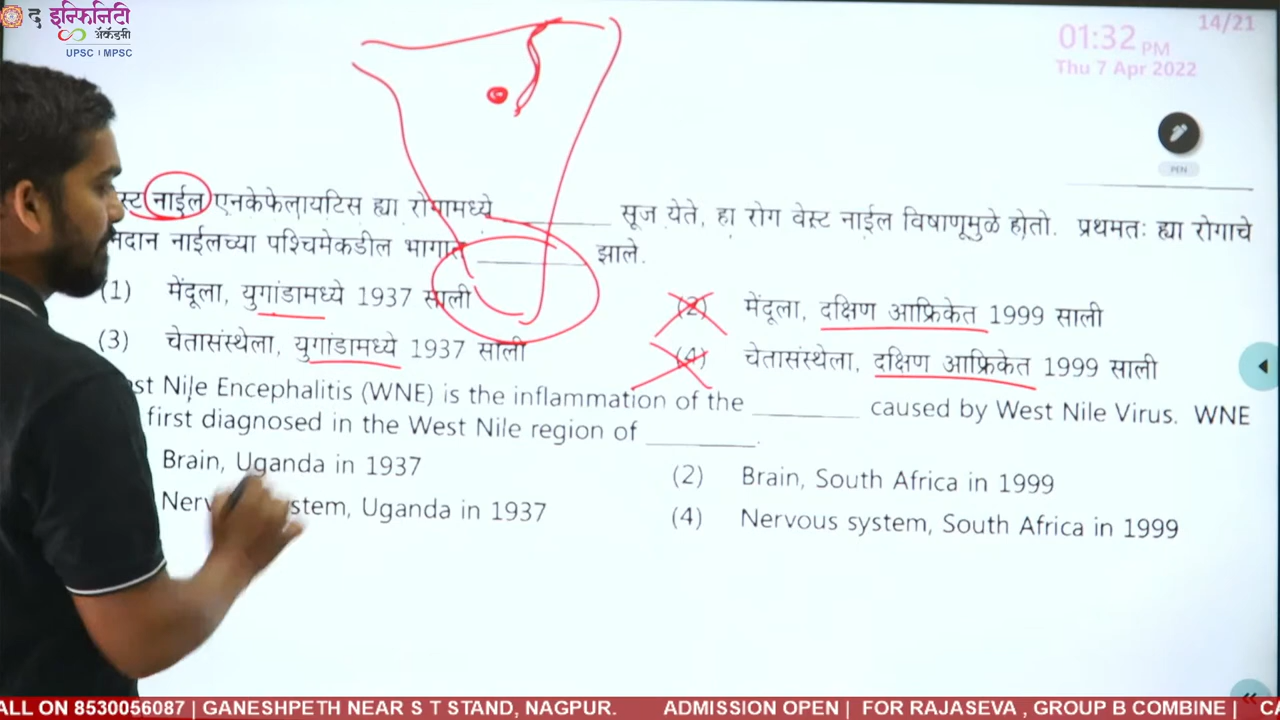 द इन्फिनिटी
अ‍ॅकॅडमी
UPSC । MPSC
14/21
01:32 PM
Thu 7 Apr 2022
PEN
नाईल एनकेफेलायटिस ह्या रोगामध्ये ________ सूज येते, हा रोग वेस्ट नाईल विषाणूमुळे होतो. प्रथमतः ह्या रोगाचे
नाईलच्या पश्चिमेकडील भागात ________ झाले.
(1) मेंदूला, युगांडामध्ये 1937 साली
(2) मेंदूला, दक्षिण आफ्रिकेत 1999 साली
(3) चेतासंस्थेला, युगांडामध्ये 1937 साली
(4) चेतासंस्थेला, दक्षिण आफ्रिकेत 1999 साली
Nile Encephalitis (WNE) is the inflammation of the ________ caused by West Nile Virus. WNE
first diagnosed in the West Nile region of ________.
Brain, Uganda in 1937
(2) Brain, South Africa in 1999
Uganda in 1937
(4) Nervous system, South Africa in 1999
ALL ON 8530056087 | GANESHPETH NEAR S T STAND, NAGPUR. ADMISSION OPEN | FOR RAJASEVA , GROUP B COMBINE |